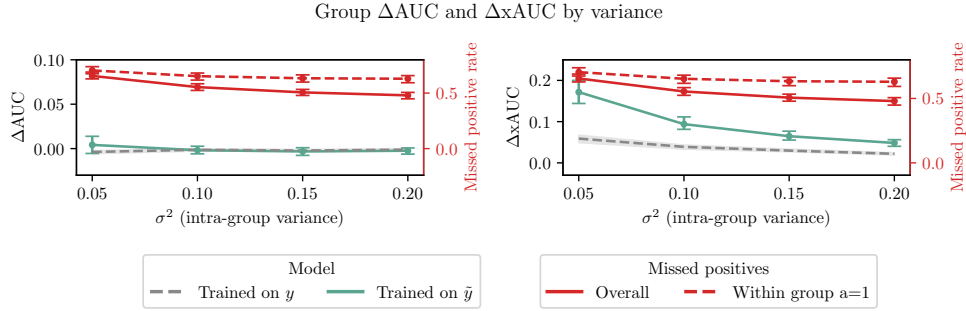 Group ΔAUC and ΔxAUC by variance
0.10
0.05
0.00
ΔAUC
0.5
0.0
Missed positive rate
0.05
0.10
0.15
0.20
σ² (intra-group variance)
0.2
0.1
0.0
ΔxAUC
0.5
0.0
Missed positive rate
0.05
0.10
0.15
0.20
σ² (intra-group variance)
Model
Trained on y
Trained on ỹ
Missed positives
Overall
Within group a=1